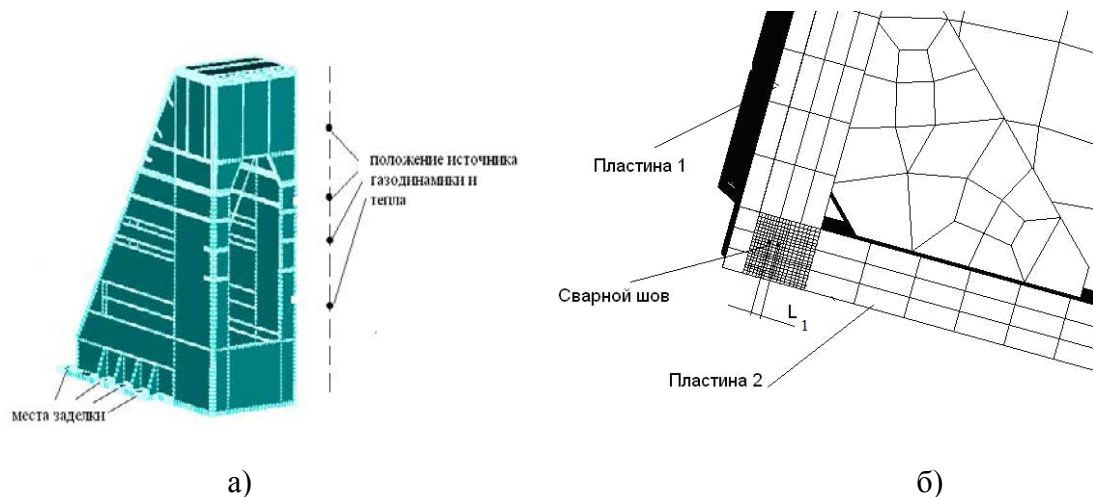 положение источника
газодинамики и
тепла
места заделки
а)
Пластина 1
Сварной шов
L 1
Пластина 2
б)